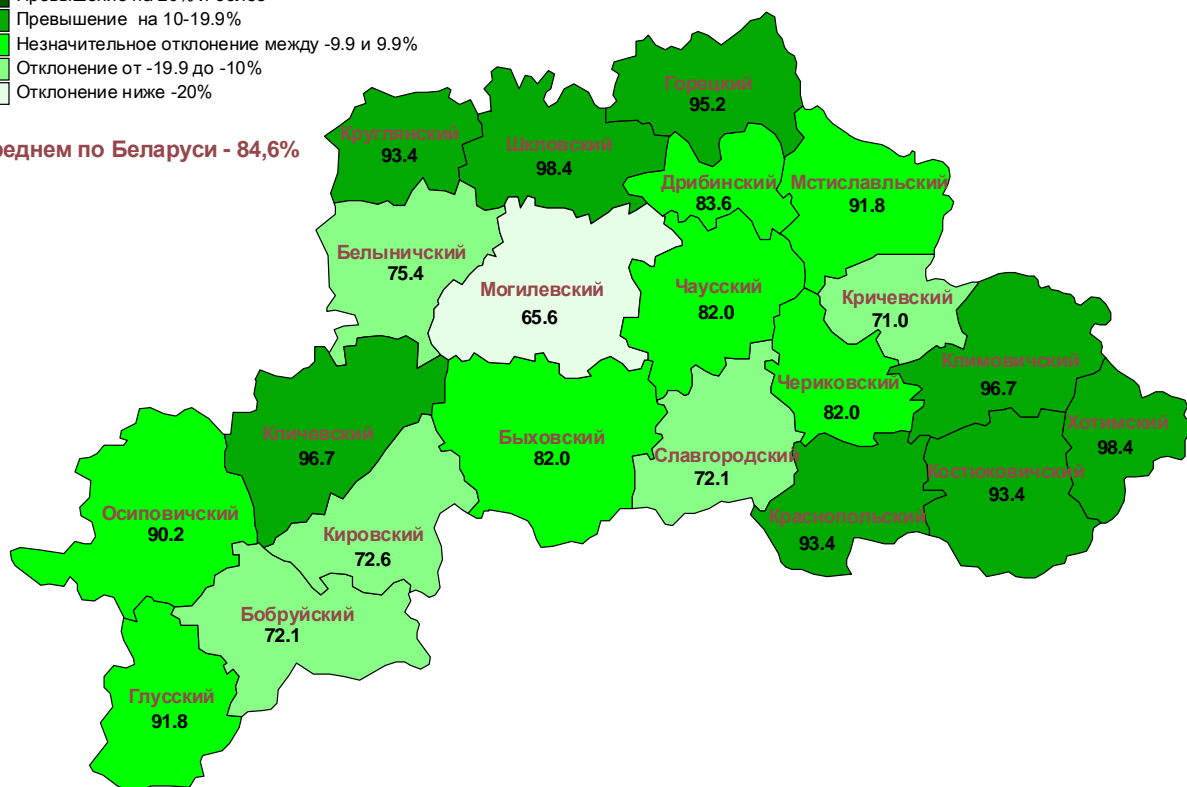 Превышение на 10-19.9%
Незначительное отклонение между -9.9 и 9.9%
Отклонение от -19.9 до -10%
Отклонение ниже -20%
реднем по Беларуси - 84,6%
Горецкий
95.2
Круглянский
93.4
Шкловский
98.4
Дрибинский
83.6
Мстиславльский
91.8
Белыничский
75.4
Могилевский
65.6
Чаусский
82.0
Кричевский
71.0
Климовичский
96.7
Чериковский
82.0
Хотимский
98.4
Кличевский
96.7
Быховский
82.0
Славгородский
72.1
Костюковичский
93.4
Осиповичский
90.2
Краснопольский
93.4
Кировский
72.6
Бобруйский
72.1
Глусский
91.8